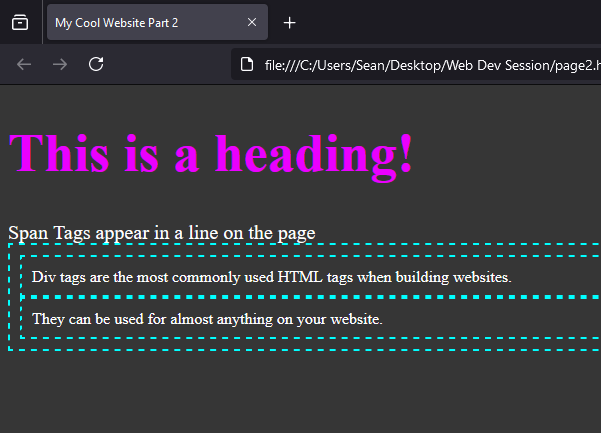 My Cool Website Part 2
file:///C:/Users/Sean/Desktop/Web Dev Session/page2.h
This is a heading!
Span Tags appear in a line on the page
Div tags are the most commonly used HTML tags when building websites.
They can be used for almost anything on your website.